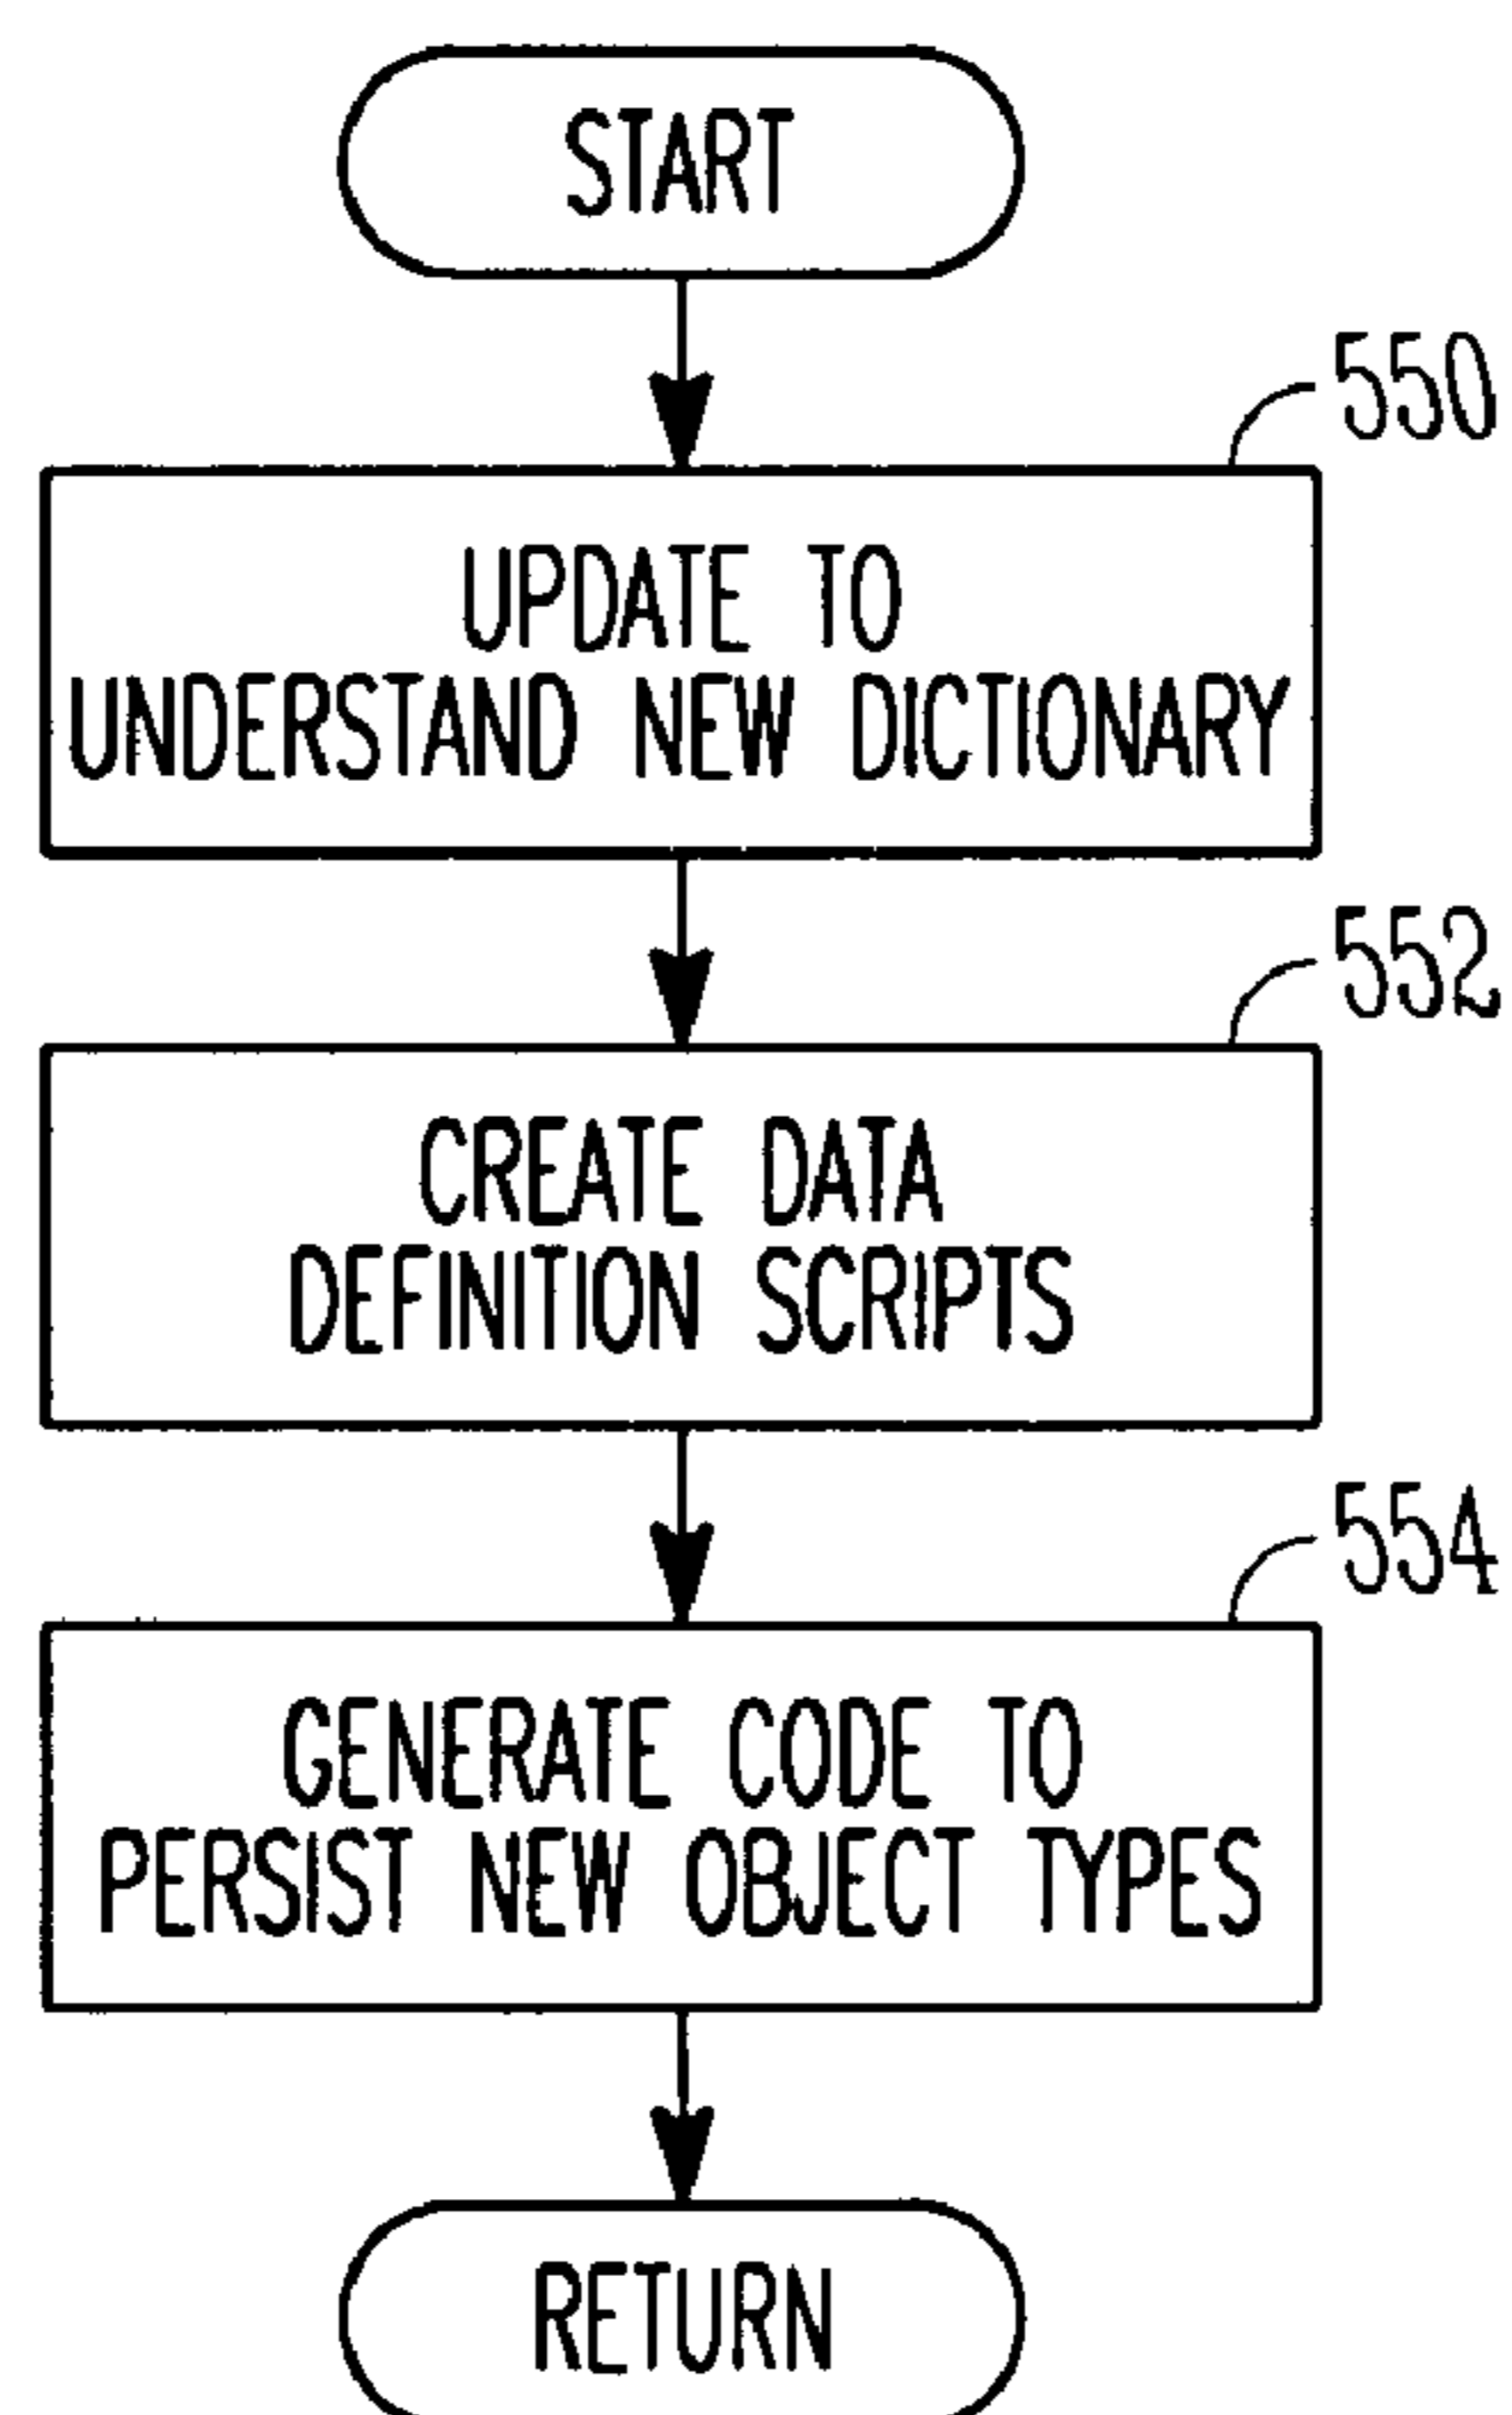 START
550
UPDATE TO
UNDERSTAND NEW DICTIONARY
552
CREATE DATA
DEFINITION SCRIPTS
554
GENERATE CODE TO
PERSIST NEW OBJECT TYPES
RETURN